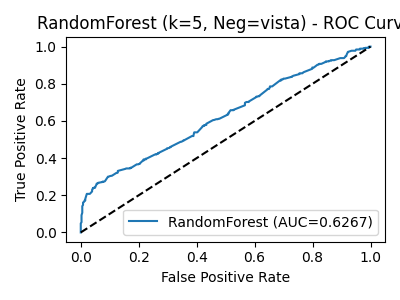 RandomForest (k=5, Neg=vista) - ROC Curv
True Positive Rate
1.0
0.8
0.6
0.4
0.2
0.0
RandomForest (AUC=0.6267)
0.0 0.2 0.4 0.6 0.8 1.0
False Positive Rate